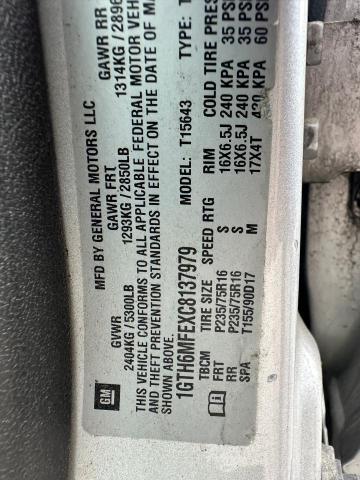 GM
MFD BY GENERAL MOTORS LLC
GVWR GAWR FRT GAWR RR
2404KG / 5300LB 1293KG / 2850LB 1314KG / 2896
THIS VEHICLE CONFORMS TO ALL APPLICABLE FEDERAL MOTOR VEH
AND THEFT PREVENTION STANDARDS IN EFFECT ON THE DATE OF MA
SHOWN ABOVE.
1GTH6MFEXC8137979 MODEL: T15643 TYPE: T
TBCM TIRE SIZE SPEED RTG RIM COLD TIRE PRES
FRT P235/75R16 S 16X6.5J 240 KPA 35 PSI
RR P235/75R16 S 16X6.5J 240 KPA 35 PSI
SPA T155/90D17 M 17X4T 420 KPA 60 PSI